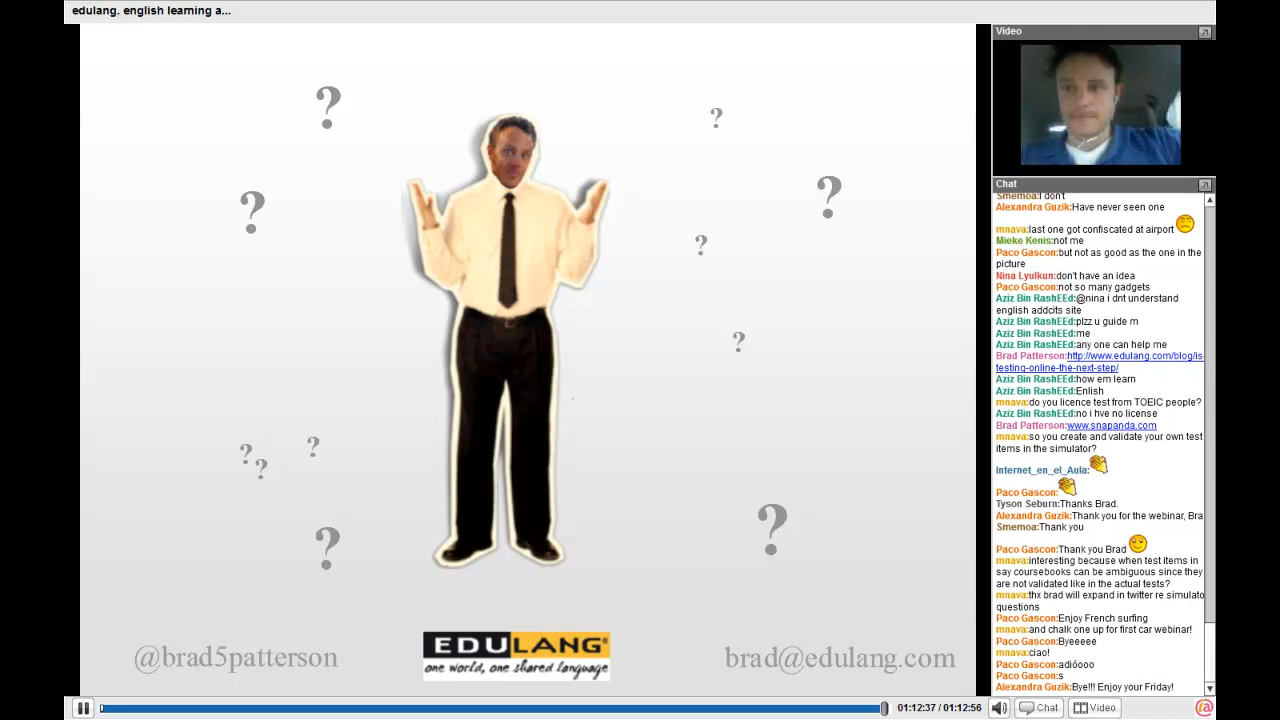 edulang. english learning a...
?
?
?
?
?
?
?
?
?
?
?
?
EDULANG®
one world, one shared language
@brad5patterson
brad@edulang.com
Video
Chat
Smemoa:I don't
Alexandra Guzik:Have never seen one
mnava:last one got confiscated at airport
Mieke Kenis:not me
Paco Gascon:but not as good as the one in the
picture
Nina Lyulkun:don't have an idea
Paco Gascon:not so many gadgets
Aziz Bin RashEEd:@nina i dnt understand
english addcits site
Aziz Bin RashEEd:plzz u guide m
Aziz Bin RashEEd:me
Aziz Bin RashEEd:any one can help me
Brad Patterson:http://www.edulang.com/blog/is-
testing-online-the-next-step/
Aziz Bin RashEEd:how em learn
Aziz Bin RashEEd:Enlish
mnava:do you licence test from TOEIC people?
Aziz Bin RashEEd:no i hve no license
Brad Patterson:www.snapanda.com
mnava:so you create and validate your own test
items in the simulator?
Internet_en_el_Aula:
Paco Gascon:
Tyson Seburn:Thanks Brad.
Alexandra Guzik:Thank you for the webinar, Bra
Smemoa:Thank you
Paco Gascon:Thank you Brad
mnava:interesting because when test items in
say coursebooks can be ambiguous since they
are not validated like in the actual tests?
mnava:thx brad will expand in twitter re simulato
questions
Paco Gascon:Enjoy French surfing
mnava:and chalk one up for first car webinar!
Paco Gascon:Byeeeee
mnava:ciao!
Paco Gascon:adióooo
Paco Gascon:s
Alexandra Guzik:Bye!!! Enjoy your Friday!
01:12:37 / 01:12:56
Chat
Video
@